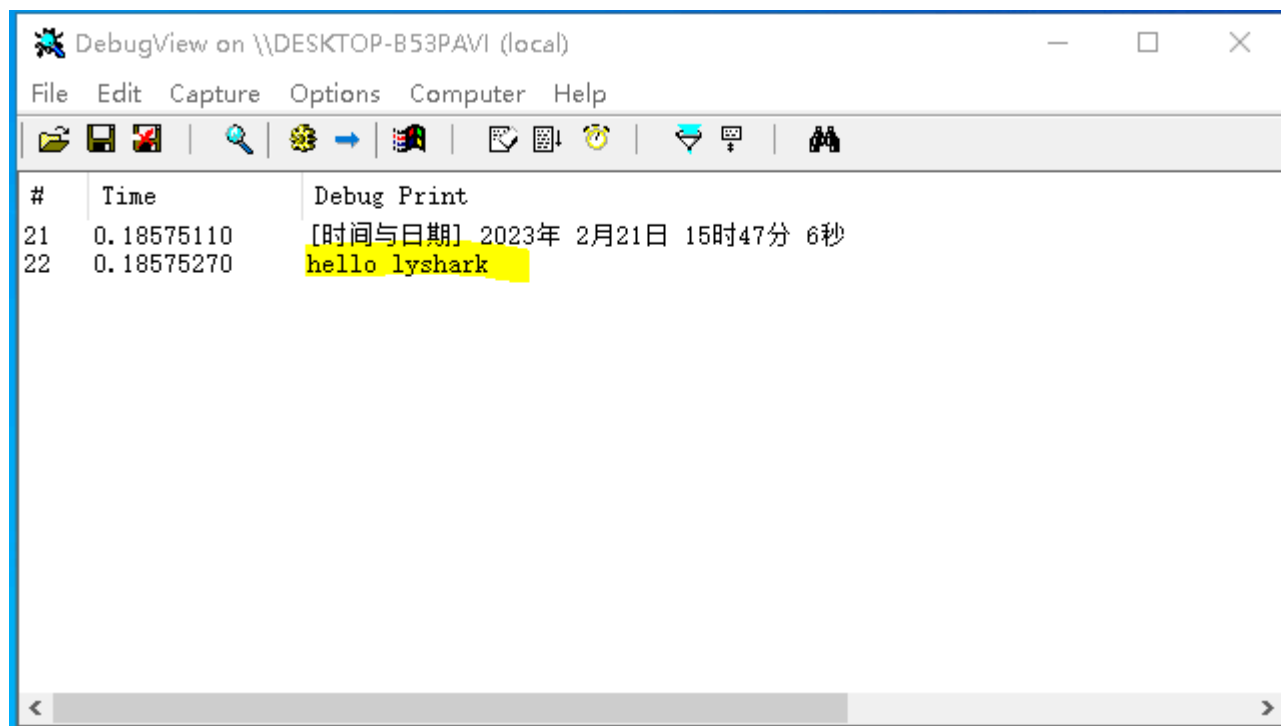 DebugView on \\DESKTOP-B53PAVI (local)
File Edit Capture Options Computer Help
# Time Debug Print
21 0.18575110 [时间与日期] 2023年 2月21日 15时47分 6秒
22 0.18575270 hello lyshark